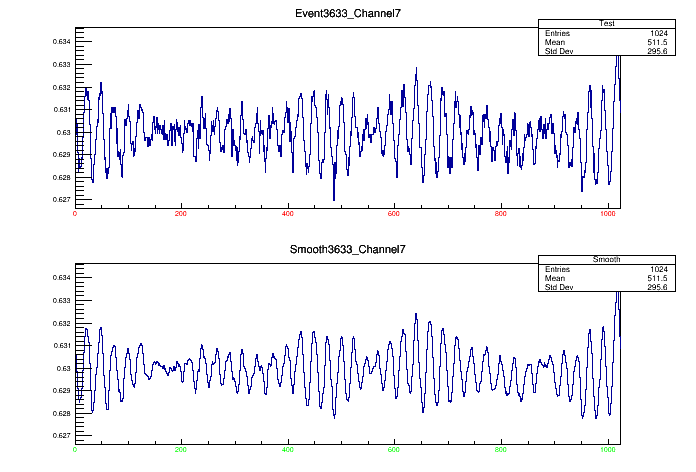 Event3633_Channel7
Test
Entries 1024
Mean 511.5
Std Dev 295.6
0.634
0.633
0.632
0.631
0.63
0.629
0.628
0.627
0 200 400 600 800 1000
Smooth3633_Channel7
Smooth
Entries 1024
Mean 511.5
Std Dev 295.6
0.634
0.633
0.632
0.631
0.63
0.629
0.628
0.627
0 200 400 600 800 1000